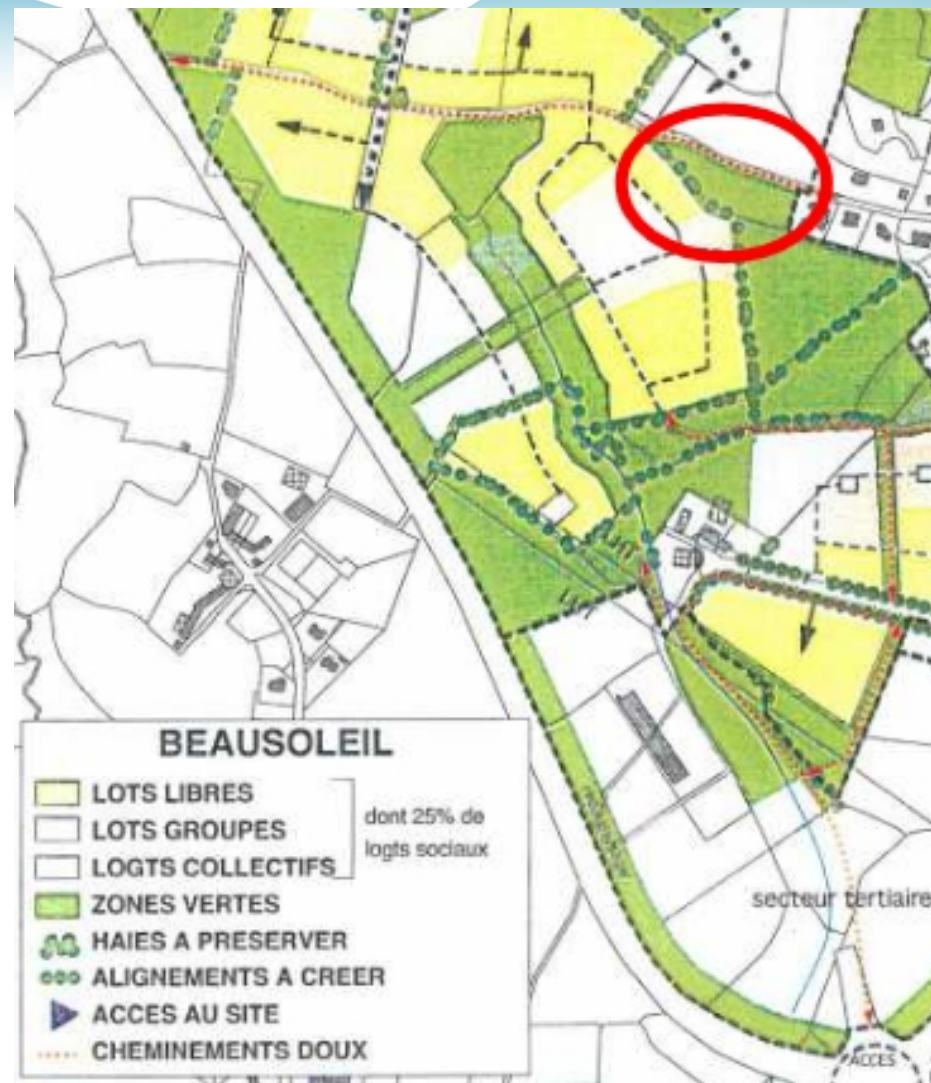 BEAUSOLEIL
LOTS LIBRES
LOTS GROUPES
LOGTS COLLECTIFS
dont 25% de
logts sociaux
ZONES VERTES
HAIES A PRESERVER
ALIGNEMENTS A CREER
ACCES AU SITE
CHEMINEMENTS DOUX
secteur tertiaire
ACCES